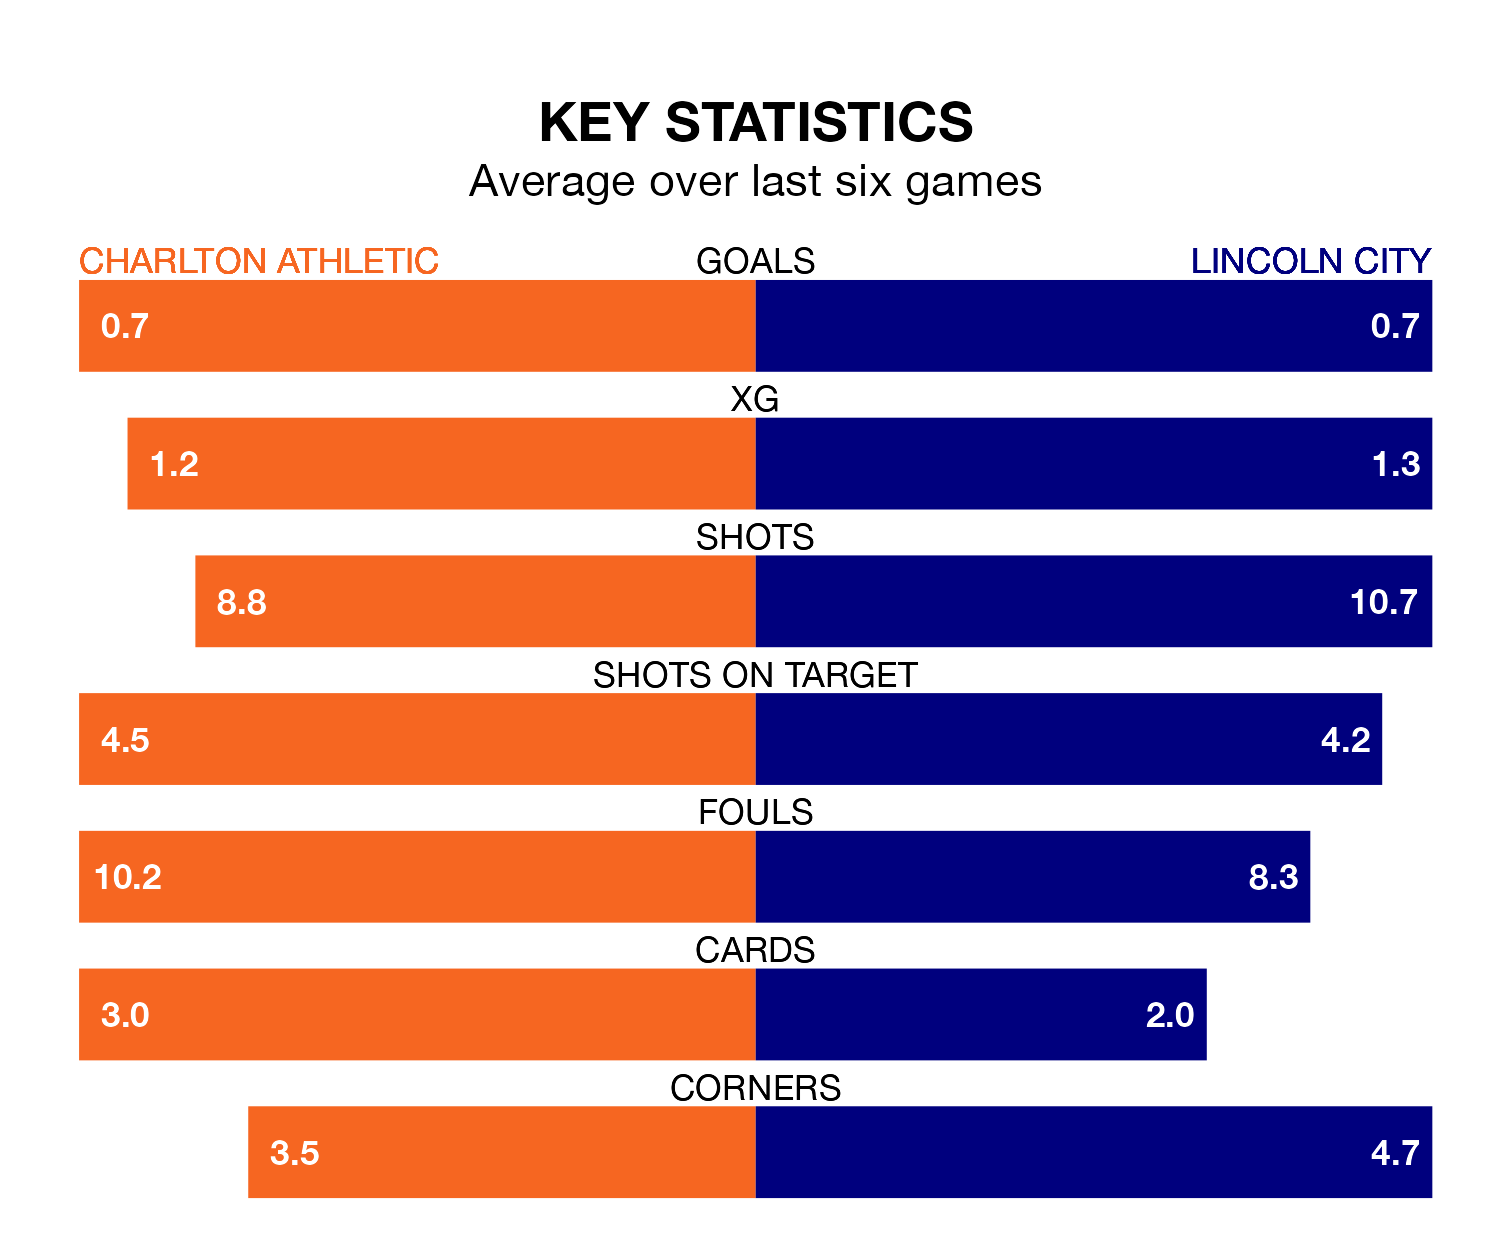 KEY STATISTICS
Average over last six games
CHARLTON ATHLETIC GOALS LINCOLN CITY
0.7 0.7
XG
1.2 1.3
SHOTS
8.8 10.7
SHOTS ON TARGET
4.5 4.2
FOULS
10.2 8.3
CARDS
3.0 2.0
CORNERS
3.5 4.7